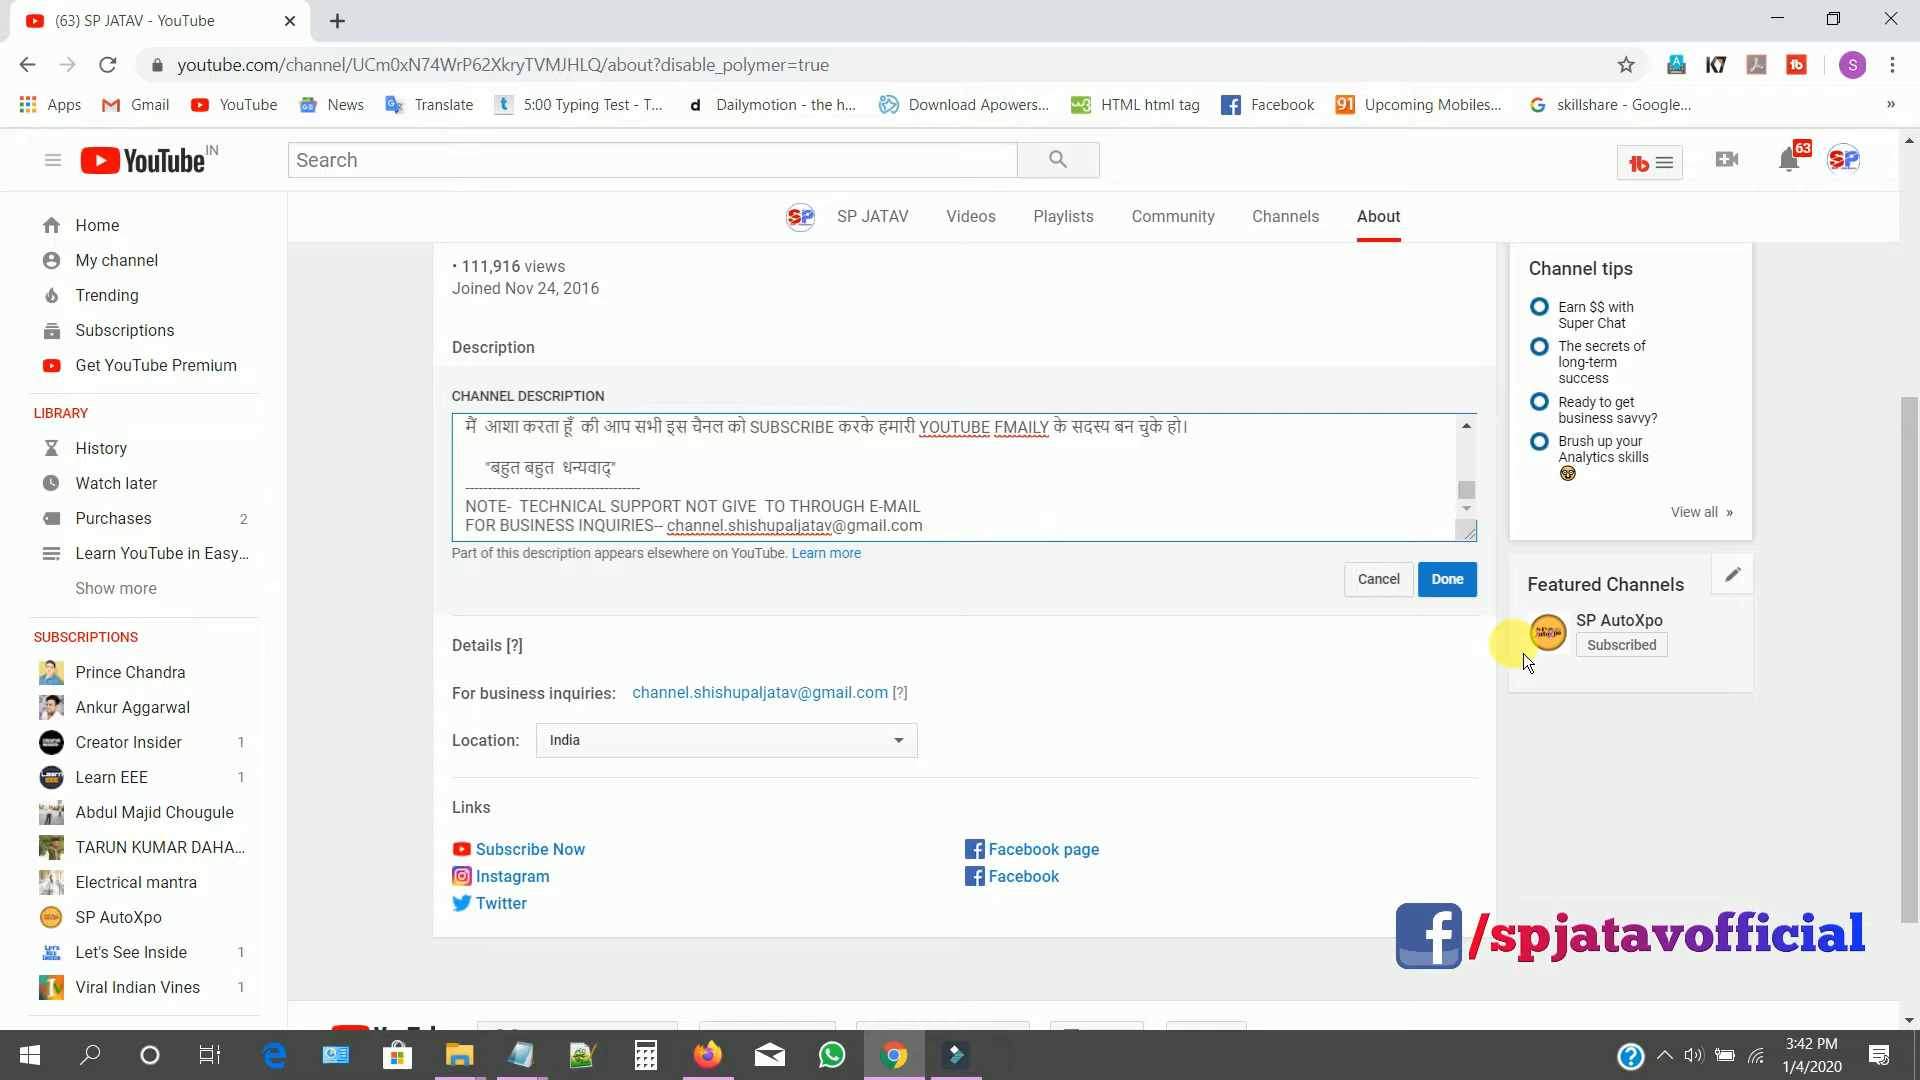 (63) SP JATAV - YouTube
youtube.com/channel/UCm0xN74WrP62XkryTVMJHLQ/about?disable_polymer=true
S
Apps Gmail YouTube News Translate 5:00 Typing Test - T... Dailymotion - the h... Download Apowers... HTML html tag Facebook Upcoming Mobiles... skillshare - Google... »
YouTube IN
Search
63
SP
SP JATAV Videos Playlists Community Channels About
Home
My channel
Trending
Subscriptions
Get YouTube Premium
LIBRARY
History
Watch later
Purchases 2
Learn YouTube in Easy...
Show more
SUBSCRIPTIONS
Prince Chandra
Ankur Aggarwal
Creator Insider 1
Learn EEE 1
Abdul Majid Chougule
TARUN KUMAR DAHA...
Electrical mantra
SP AutoXpo
Let's See Inside 1
Viral Indian Vines 1
• 111,916 views
Joined Nov 24, 2016
Description
CHANNEL DESCRIPTION
मैं आशा करता हूँ की आप सभी इस चैनल को SUBSCRIBE करके हमारी YOUTUBE FMAILY के सदस्य बन चुके हो।
"बहुत बहुत धन्यवाद्"
---------------------------------------
NOTE- TECHNICAL SUPPORT NOT GIVE TO THROUGH E-MAIL
FOR BUSINESS INQUIRIES-- channel.shishupaljatav@gmail.com
Part of this description appears elsewhere on YouTube. Learn more
Cancel Done
Details [?]
For business inquiries: channel.shishupaljatav@gmail.com [?]
Location: India
Links
Subscribe Now
Instagram
Twitter
Facebook page
Facebook
Channel tips
Earn $$ with
Super Chat
The secrets of
long-term
success
Ready to get
business savvy?
Brush up your
Analytics skills
View all »
Featured Channels
SP AutoXpo
Subscribed
/spjatavofficial
3:42 PM
1/4/2020